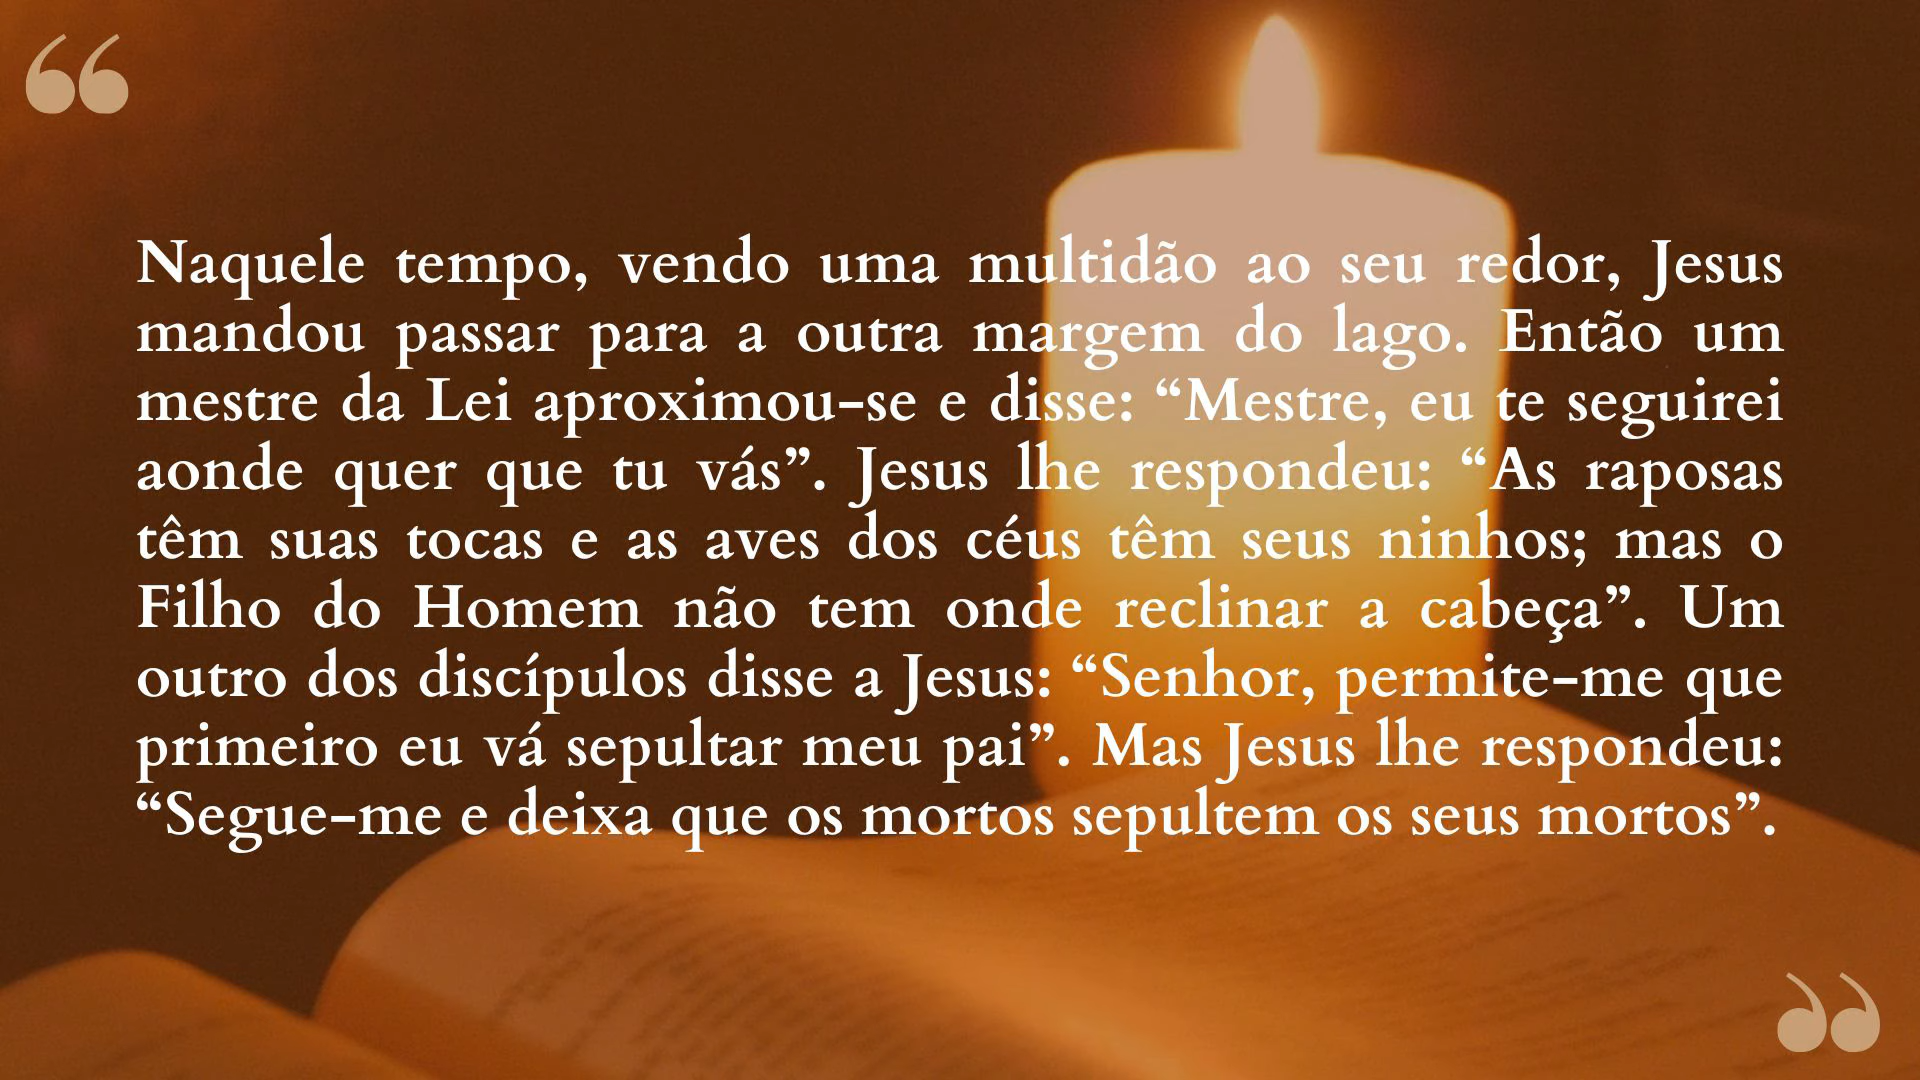 Naquele tempo, vendo uma multidão ao seu redor, Jesus
mandou passar para a outra margem do lago. Então um
mestre da Lei aproximou-se e disse: “Mestre, eu te seguirei
aonde quer que tu vás”. Jesus lhe respondeu: “As raposas
têm suas tocas e as aves dos céus têm seus ninhos; mas o
Filho do Homem não tem onde reclinar a cabeça”. Um
outro dos discípulos disse a Jesus: “Senhor, permite-me que
primeiro eu vá sepultar meu pai”. Mas Jesus lhe respondeu:
“Segue-me e deixa que os mortos sepultem os seus mortos”.